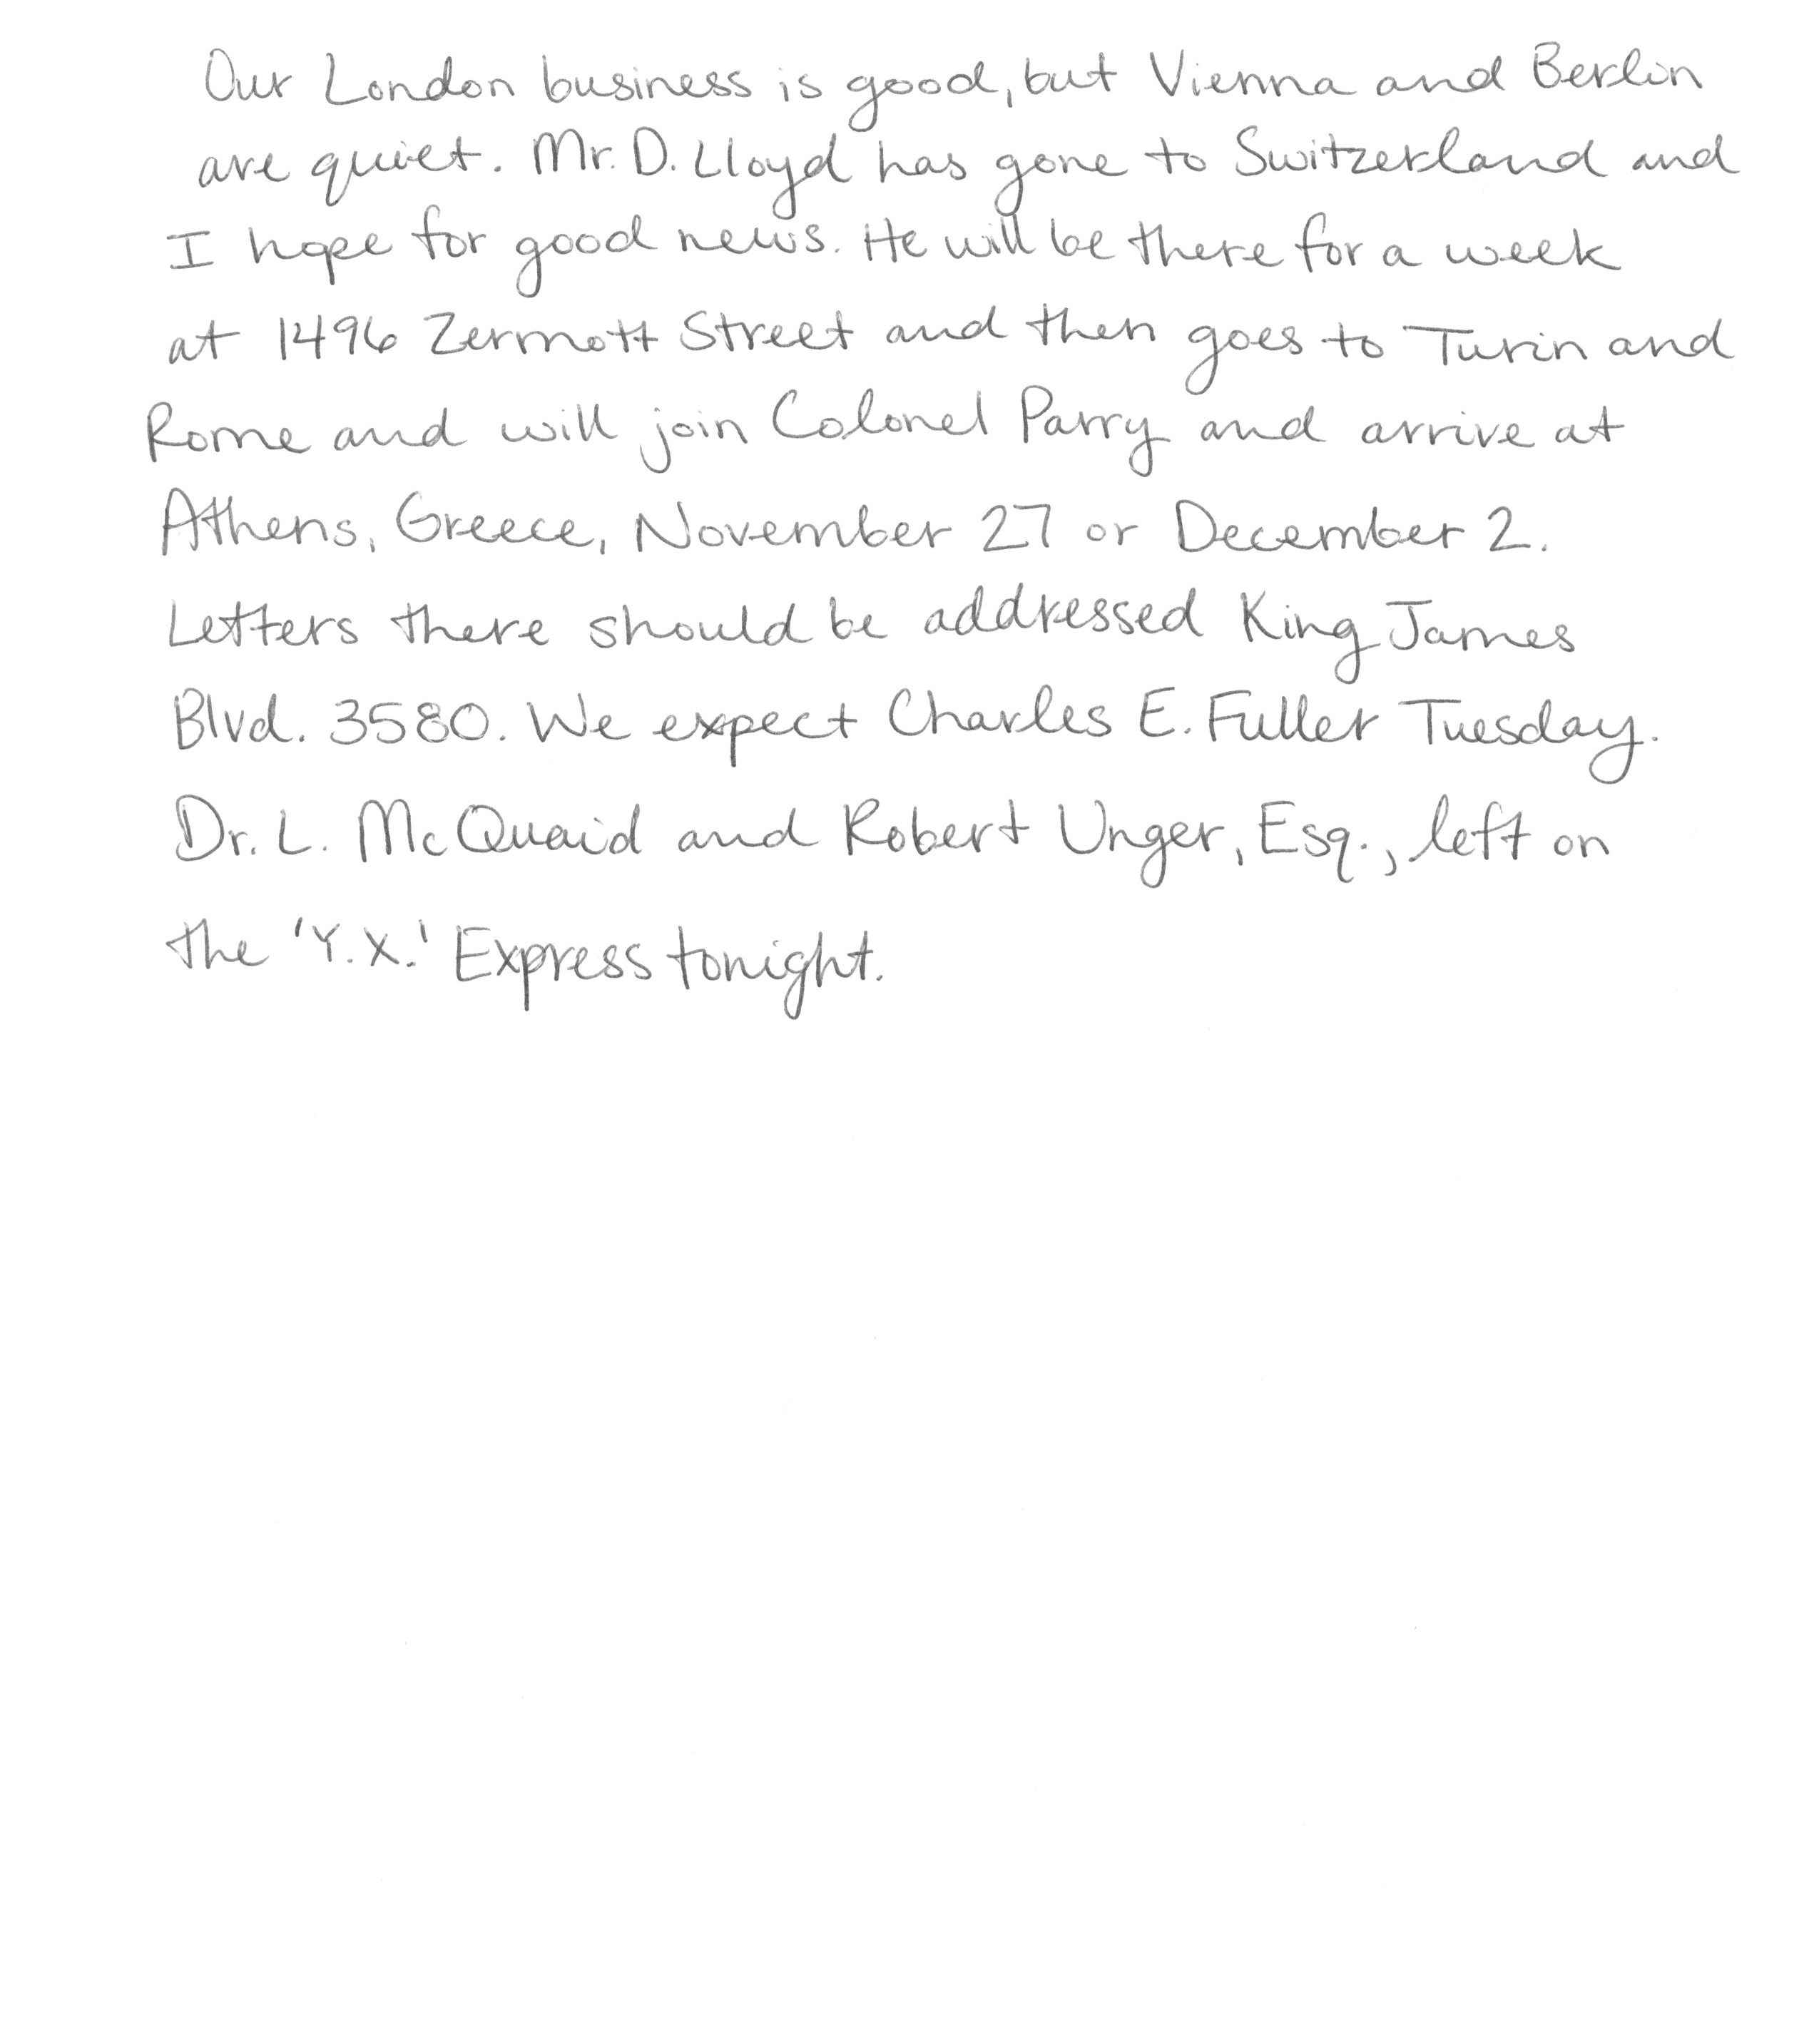 Our London business is good, but Vienna and Berlin
are quiet. Mr. D. Lloyd has gone to Switzerland and
I hope for good news. He will be there for a week
at 1496 Zermott Street and then goes to Turin and
Rome and will join Colonel Parry and arrive at
Athens, Greece, November 27 or December 2.
Letters there should be addressed King James
Blvd. 3580. We expect Charles E. Fuller Tuesday.
Dr. L. McQuaid and Robert Unger, Esq., left on
the 'Y.X.' Express tonight.